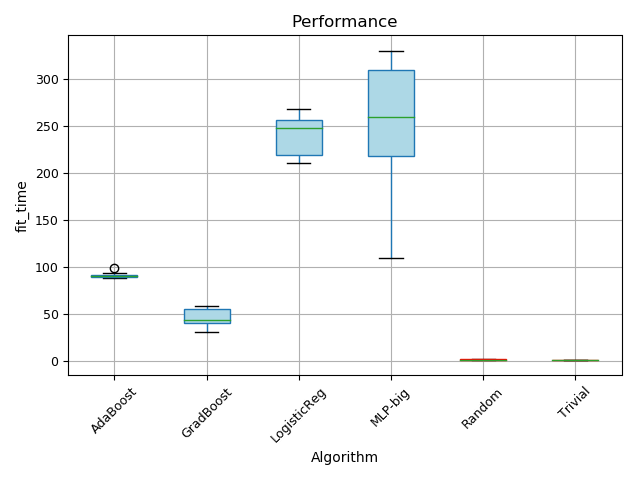 Performance
fit_time
300
250
200
150
100
50
0
AdaBoost
GradBoost
LogisticReg
MLP-big
Random
Trivial
Algorithm